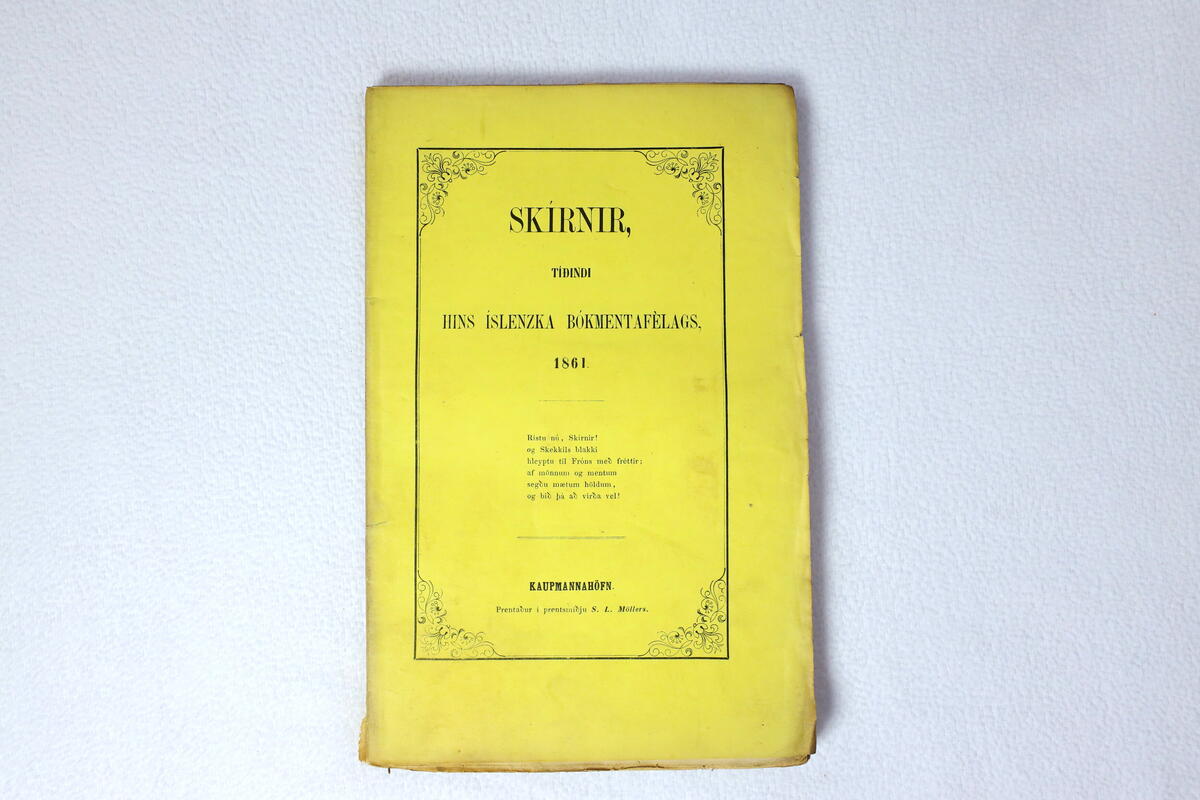 SKÍRNIR,
TÍÐINDI
HINS ÍSLENZKA BÓKMENTAFÈLAGS,
1861.
Ristu nú, Skírnir!
og Skekkils blakki
hleyptu til Fróns með fréttir;
af mönnum og mentum
segðu mætum höldum,
og bið þá að virða vel!
KAUPMANNAHÖFN.
Prentaður í prentsmiðju S. L. Möllers.